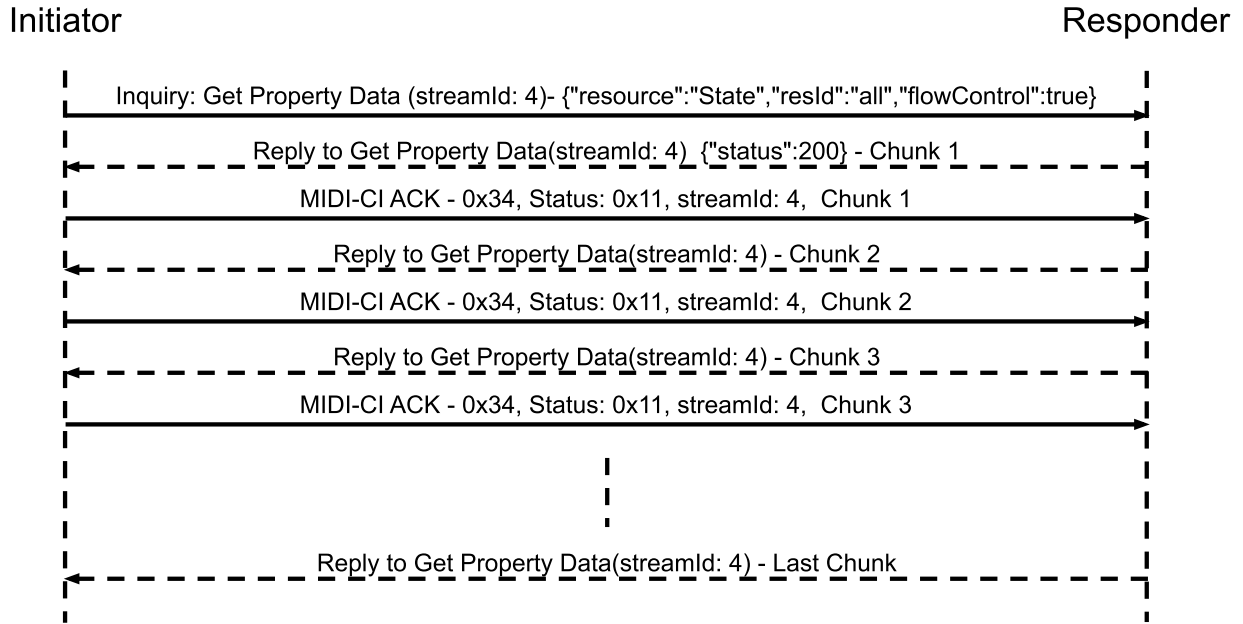 Initiator
Responder
Inquiry: Get Property Data (streamId: 4)- {"resource":"State","resId":"all","flowControl":true}
Reply to Get Property Data(streamId: 4)  {"status":200} - Chunk 1
MIDI-CI ACK - 0x34, Status: 0x11, streamId: 4,  Chunk 1
Reply to Get Property Data(streamId: 4) - Chunk 2
MIDI-CI ACK - 0x34, Status: 0x11, streamId: 4,  Chunk 2
Reply to Get Property Data(streamId: 4) - Chunk 3
MIDI-CI ACK - 0x34, Status: 0x11, streamId: 4,  Chunk 3
Reply to Get Property Data(streamId: 4) - Last Chunk